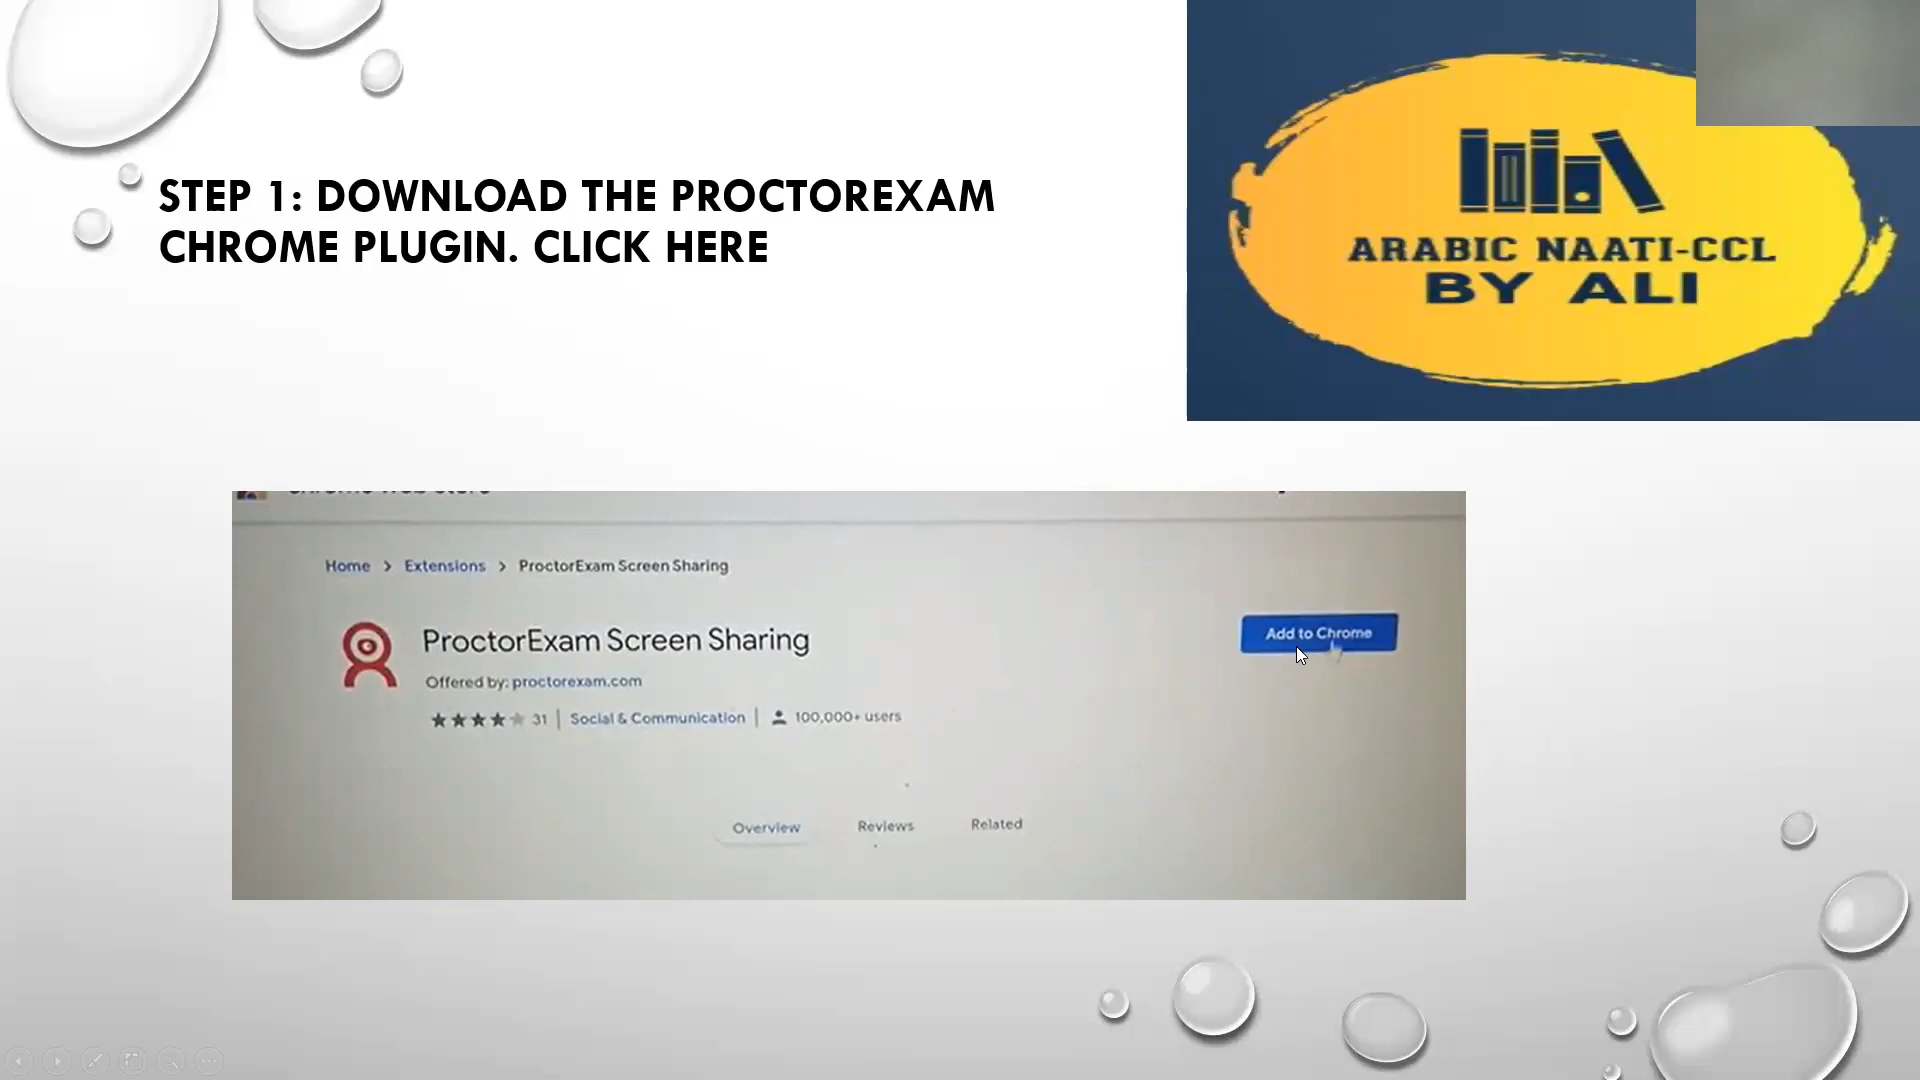 STEP 1: DOWNLOAD THE PROCTOREXAM
CHROME PLUGIN. CLICK HERE
ARABIC NAATI-CCL
BY ALI
Home > Extensions > ProctorExam Screen Sharing
ProctorExam Screen Sharing
Add to Chrome
Offered by: proctorexam.com
31 | Social & Communication | 100,000+ users
Overview Reviews Related